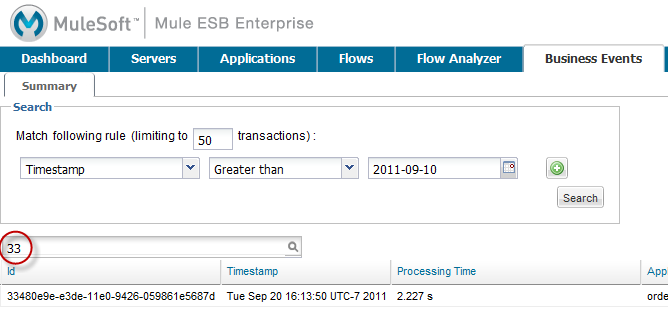 MuleSoft™ | Mule ESB Enterprise
Dashboard Servers Applications Flows Flow Analyzer Business Events
Summary
Search
Match following rule (limiting to 50 transactions) :
Timestamp Greater than 2011-09-10
Search
33
Id Timestamp Processing Time Appl
33480e9e-e3de-11e0-9426-059861e5687d Tue Sep 20 16:13:50 UTC-7 2011 2.227 s orde